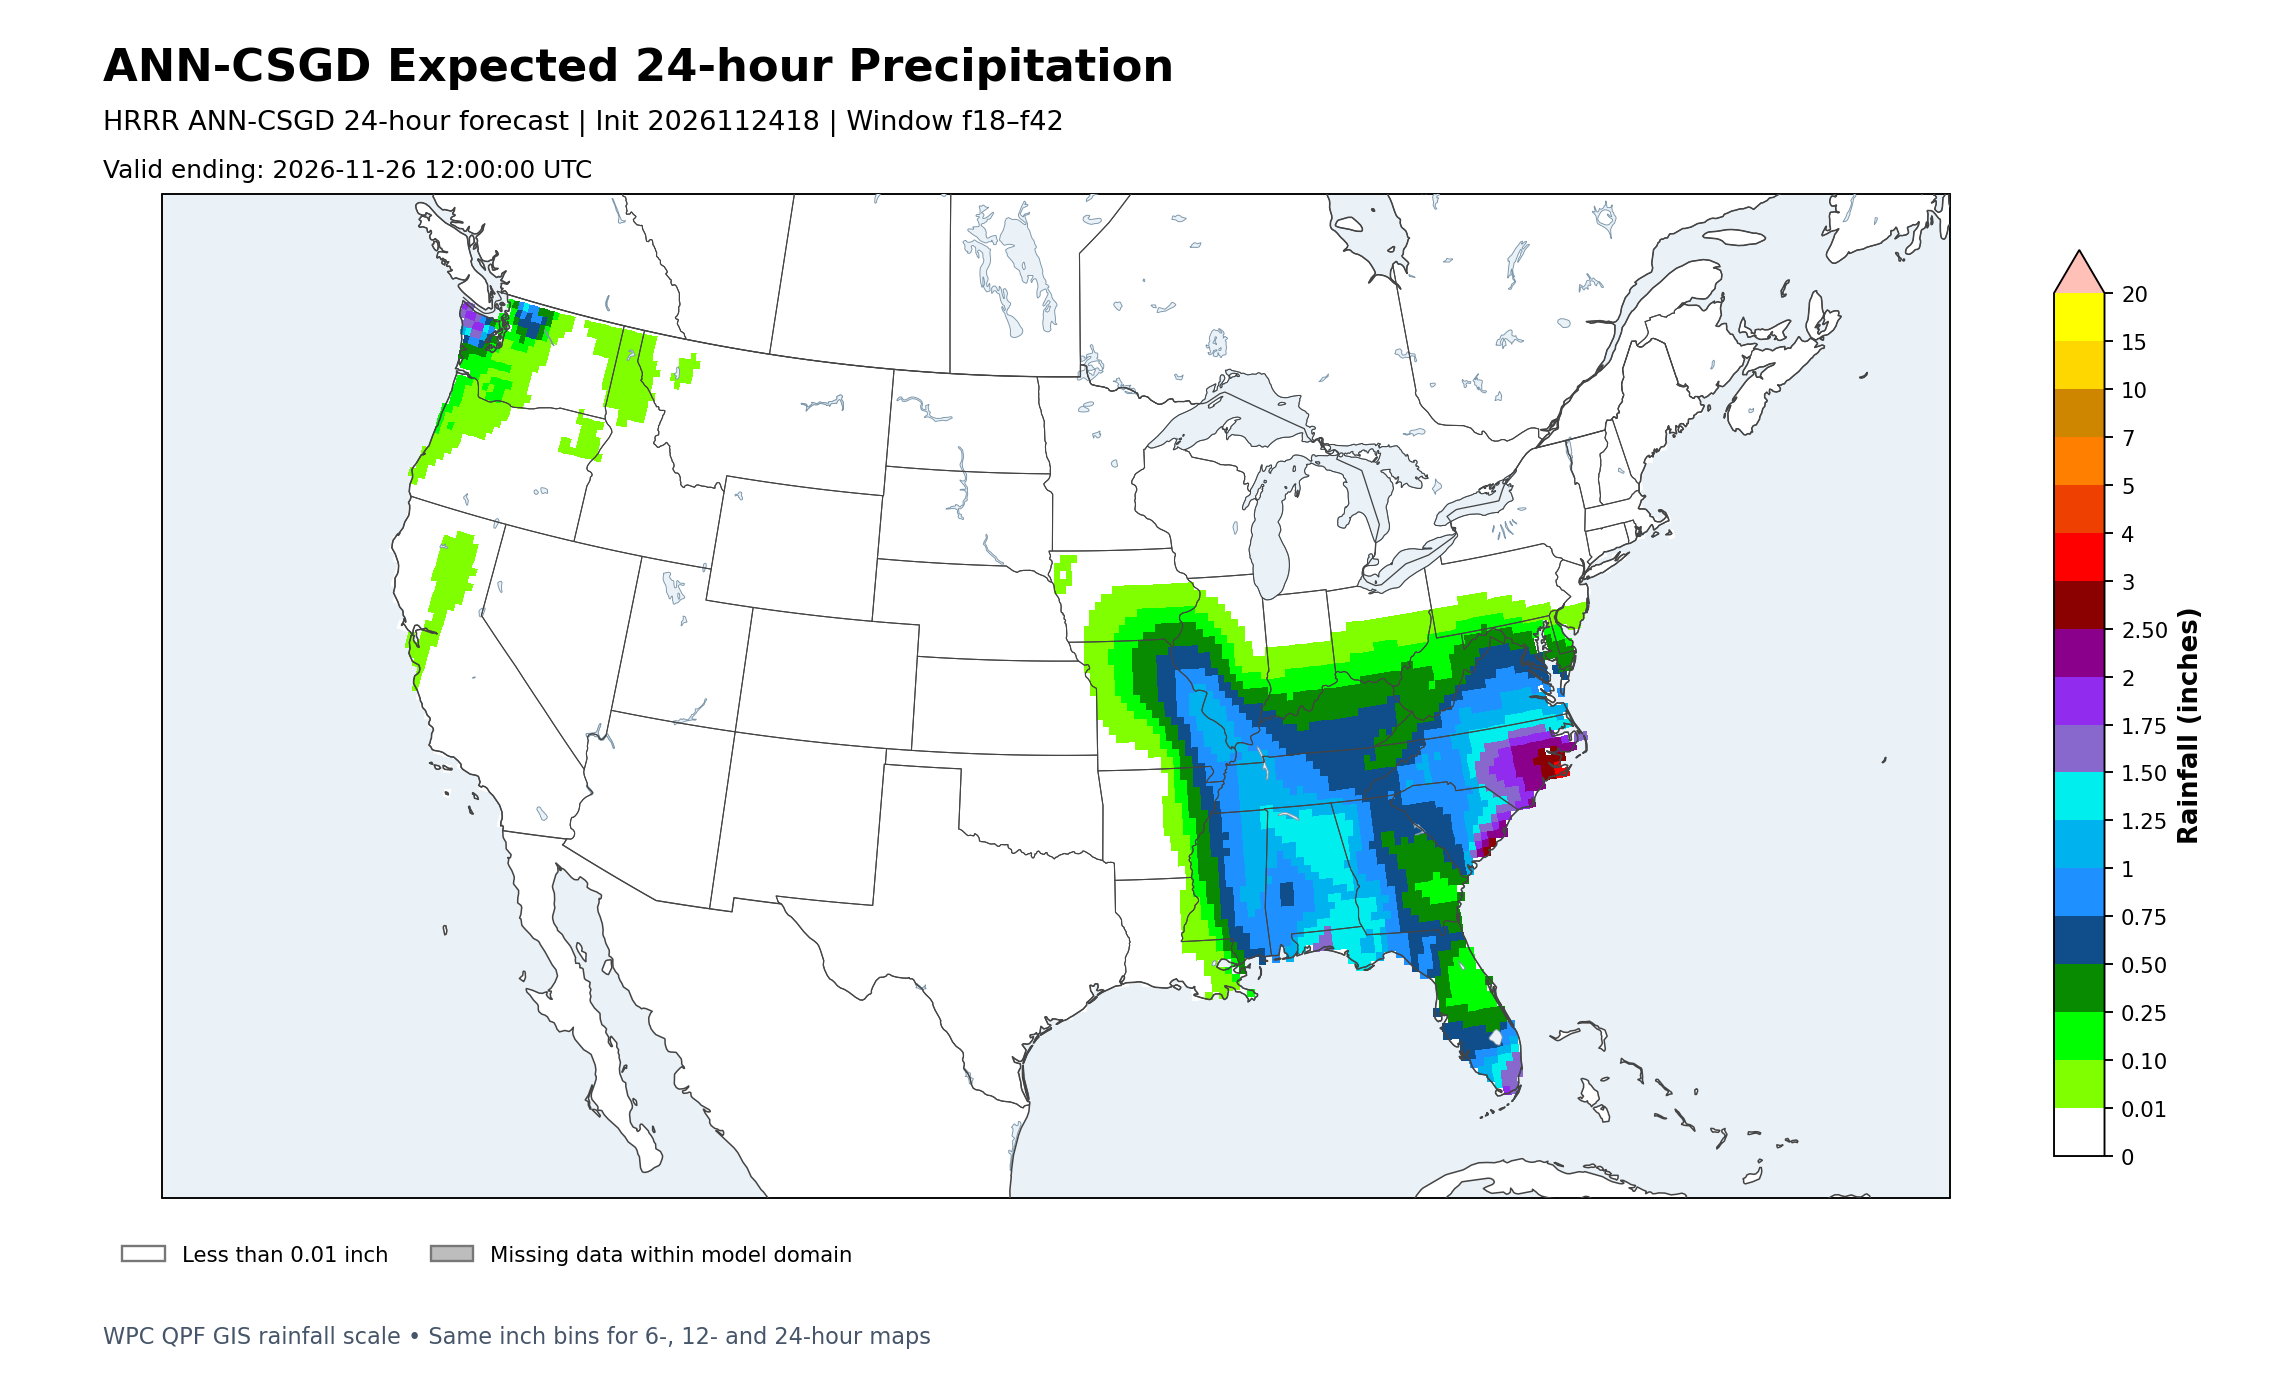 ANN-CSGD Expected 24-hour Precipitation
HRRR ANN-CSGD 24-hour forecast | Init 2026112418 | Window f18–f42
Valid ending: 2026-11-26 12:00:00 UTC
20
15
10
7
5
4
3
2.50
2
1.75
1.50
1.25
1
0.75
0.50
0.25
0.10
0.01
0
Rainfall (inches)
Less than 0.01 inch
Missing data within model domain
WPC QPF GIS rainfall scale • Same inch bins for 6-, 12- and 24-hour maps